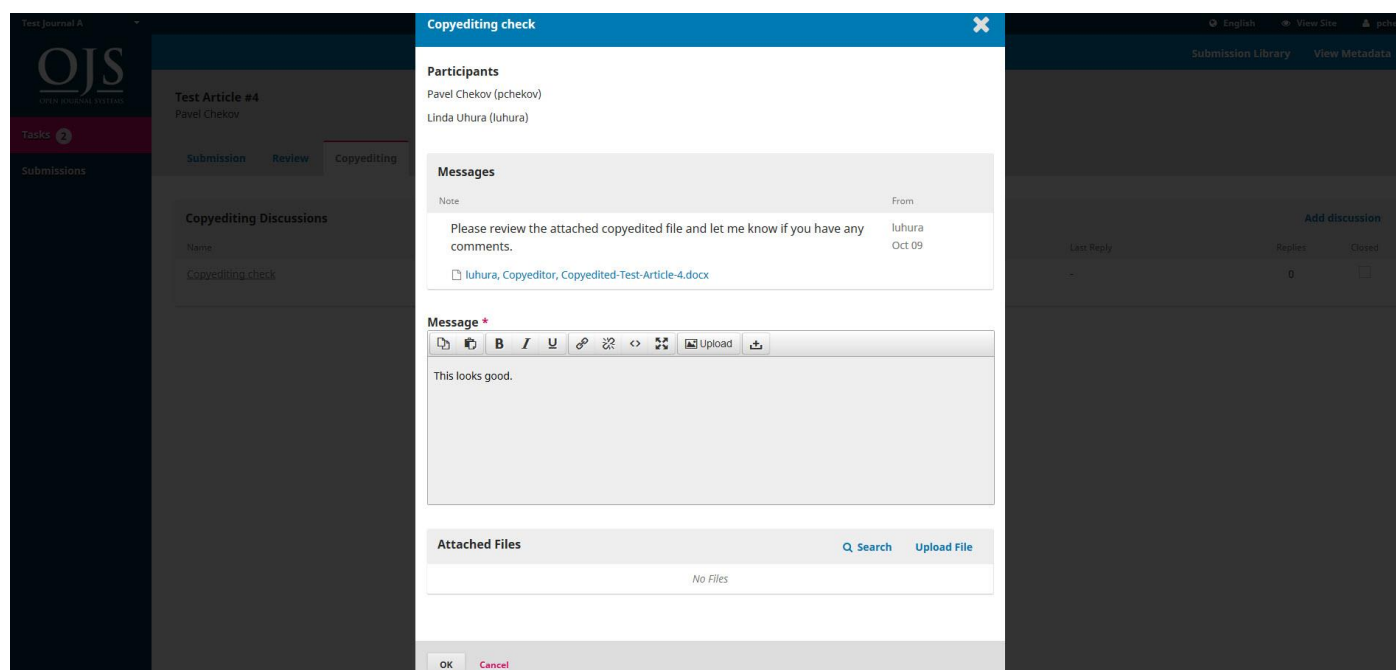 Test Journal A
Copyediting check
English
View Site
pche
OJS
OPEN JOURNAL SYSTEMS
Submission Library
View Metadata
Tasks 2
Submissions
Test Article #4
Pavel Chekov
Submission Review Copyediting
Copyediting Discussions
Add discussion
Name
Last Reply
Replies
Closed
Copyediting check
-
0
Participants
Pavel Chekov (pchekov)
Linda Uhura (luhura)
Messages
Note
From
Please review the attached copyedited file and let me know if you have any
comments.
luhura
Oct 09
luhura, Copyeditor, Copyedited-Test-Article-4.docx
Message *
B I U
Upload
This looks good.
Attached Files
Search
Upload File
No Files
OK
Cancel